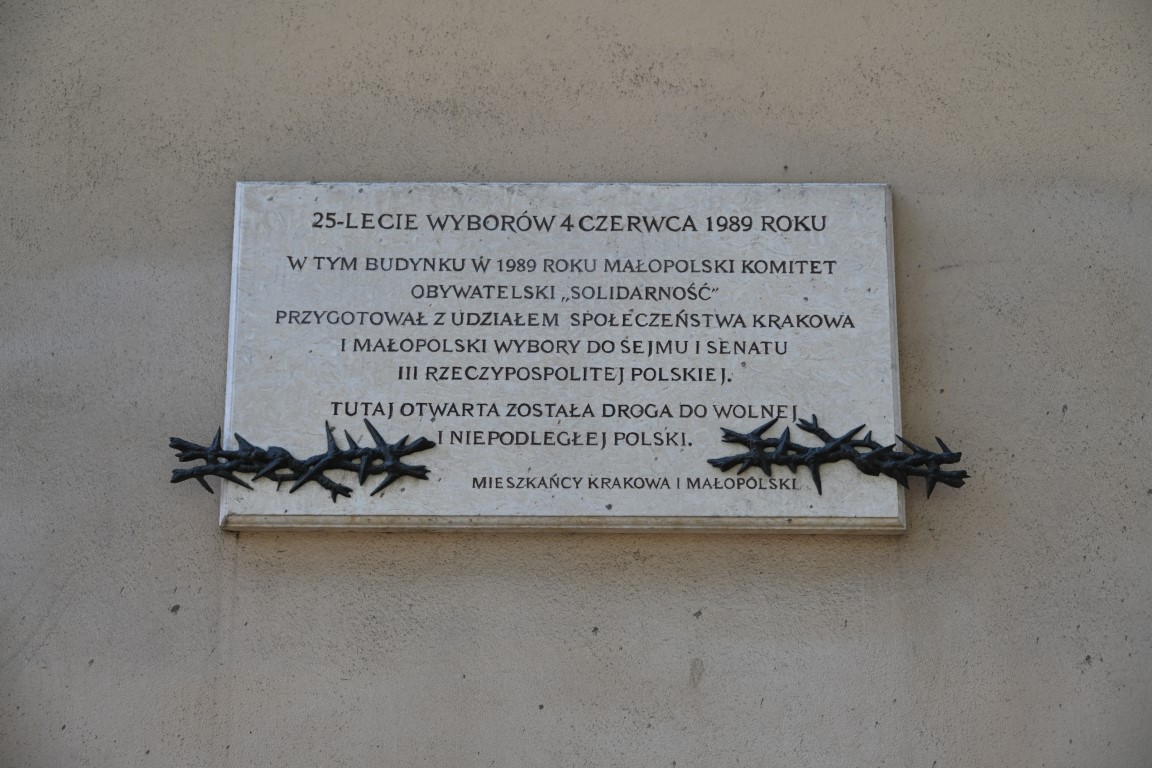 25-LECIE WYBORÓW 4 CZERWCA 1989 ROKU
W TYM BUDYNKU W 1989 ROKU MAŁOPOLSKI KOMITET
OBYWATELSKI „SOLIDARNOŚĆ”
PRZYGOTOWAŁ Z UDZIAŁEM SPOŁECZEŃSTWA KRAKOWA
I MAŁOPOLSKI WYBORY DO SEJMU I SENATU
III RZECZYPOSPOLITEJ POLSKIEJ.
TUTAJ OTWARTA ZOSTAŁA DROGA DO WOLNEJ
I NIEPODLEGŁEJ POLSKI.
MIESZKAŃCY KRAKOWA I MAŁOPOLSKI